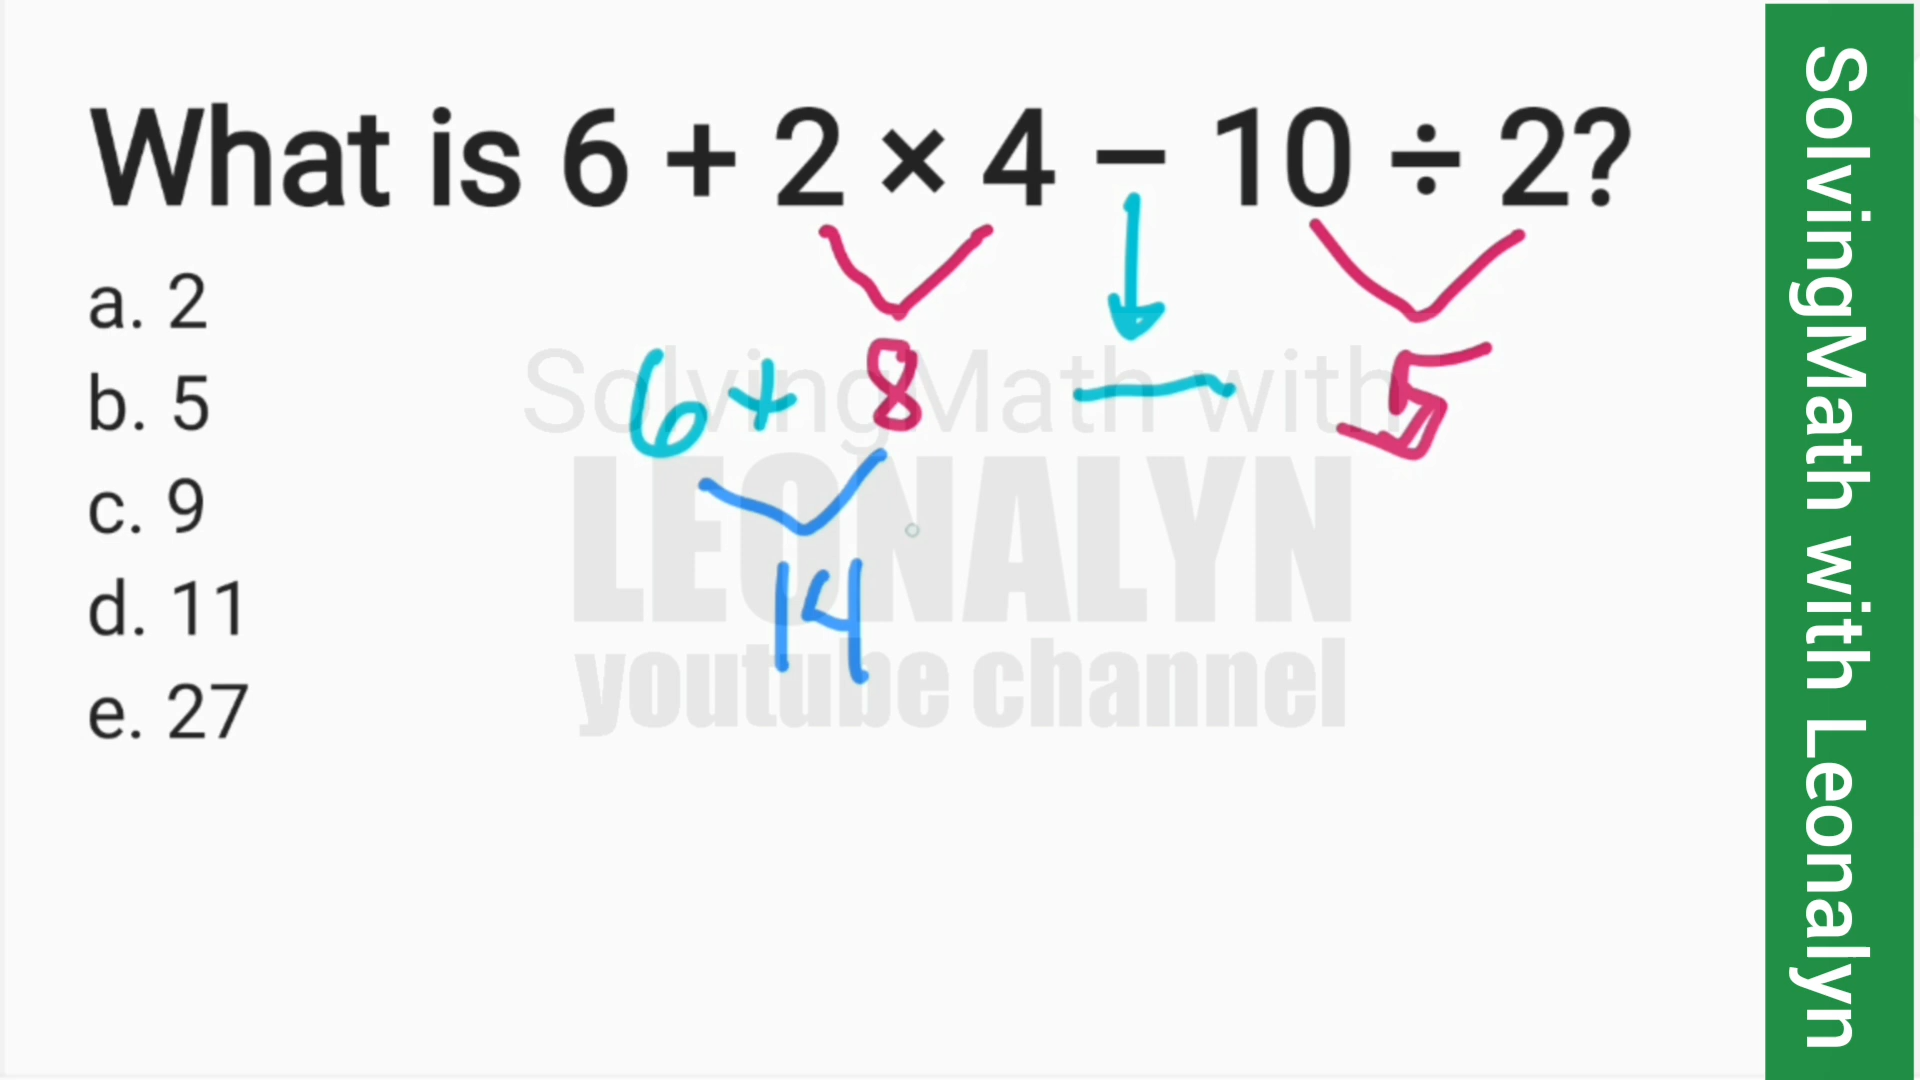 What is 6 + 2 × 4 − 10 ÷ 2?
a. 2
b. 5
c. 9
d. 11
e. 27
6 + 8 − 5
14
SolvingMath with
LEONALYN
youtube channel
SolvingMath with Leonalyn